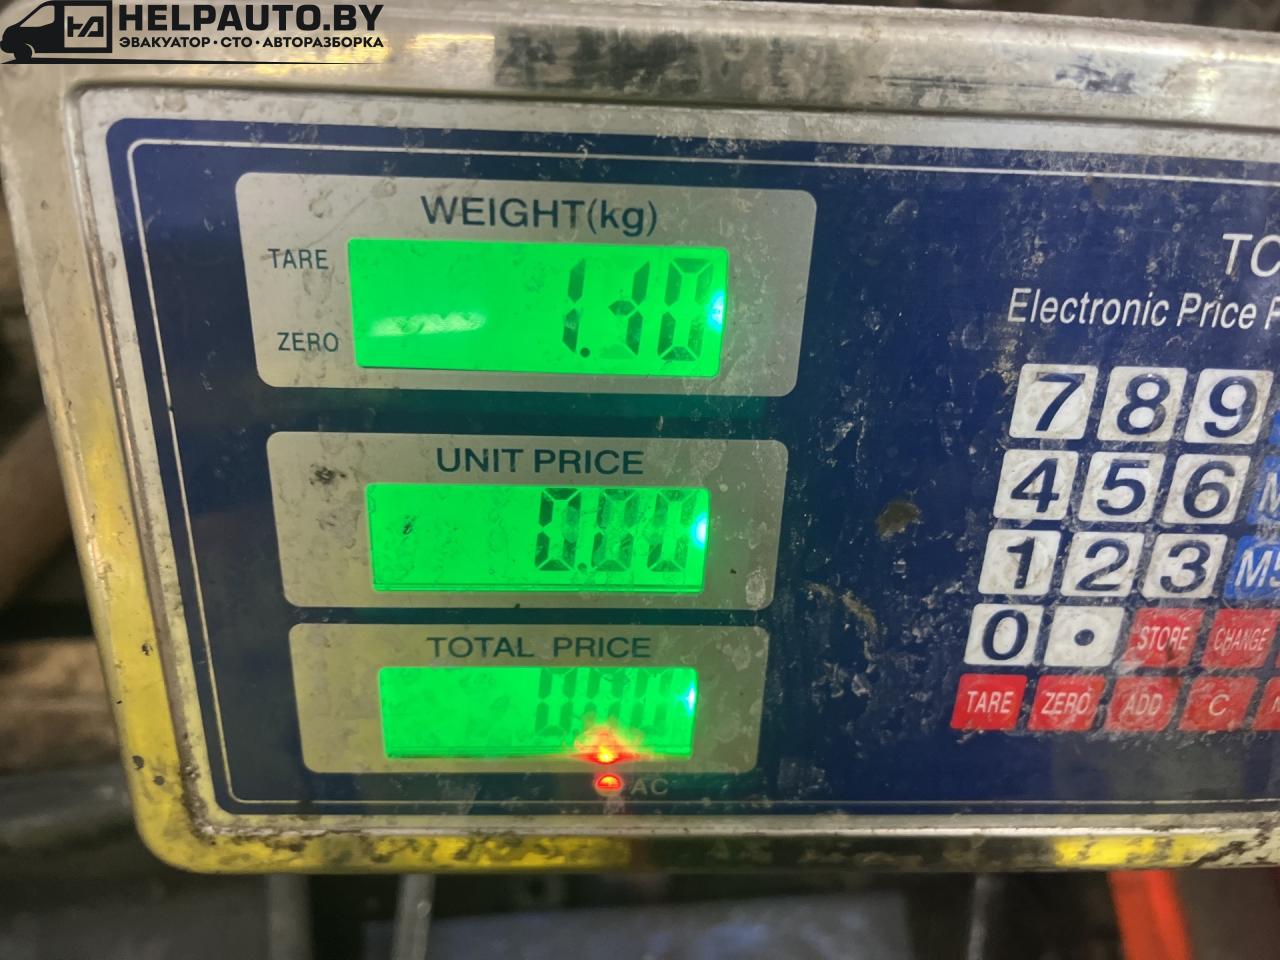 HELPAUTO.BY
ЭВАКУАТОР·СТО·АВТОРАЗБОРКА
WEIGHT(kg)
TARE
ZERO
1.30
UNIT PRICE
0.00
TOTAL PRICE
0.00
AC
Electronic Price
7 8 9
4 5 6
1 2 3
0 .
STORE CHANGE
TARE ZERO ADD C